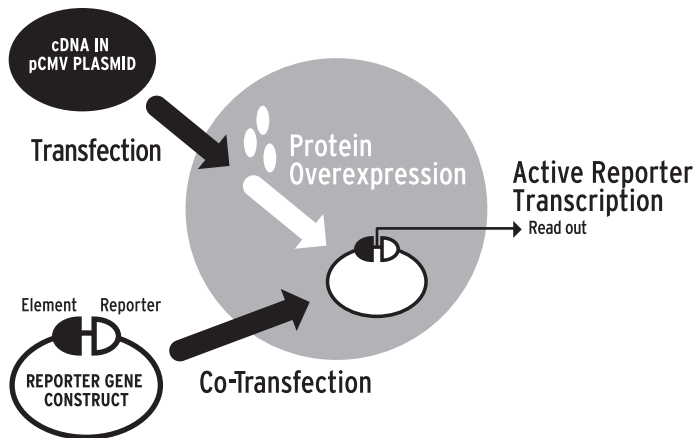 cDNA IN
pCMV PLASMID
Transfection
Protein
Overexpression
Active Reporter
Transcription
Read out
Element Reporter
REPORTER GENE
CONSTRUCT
Co-Transfection